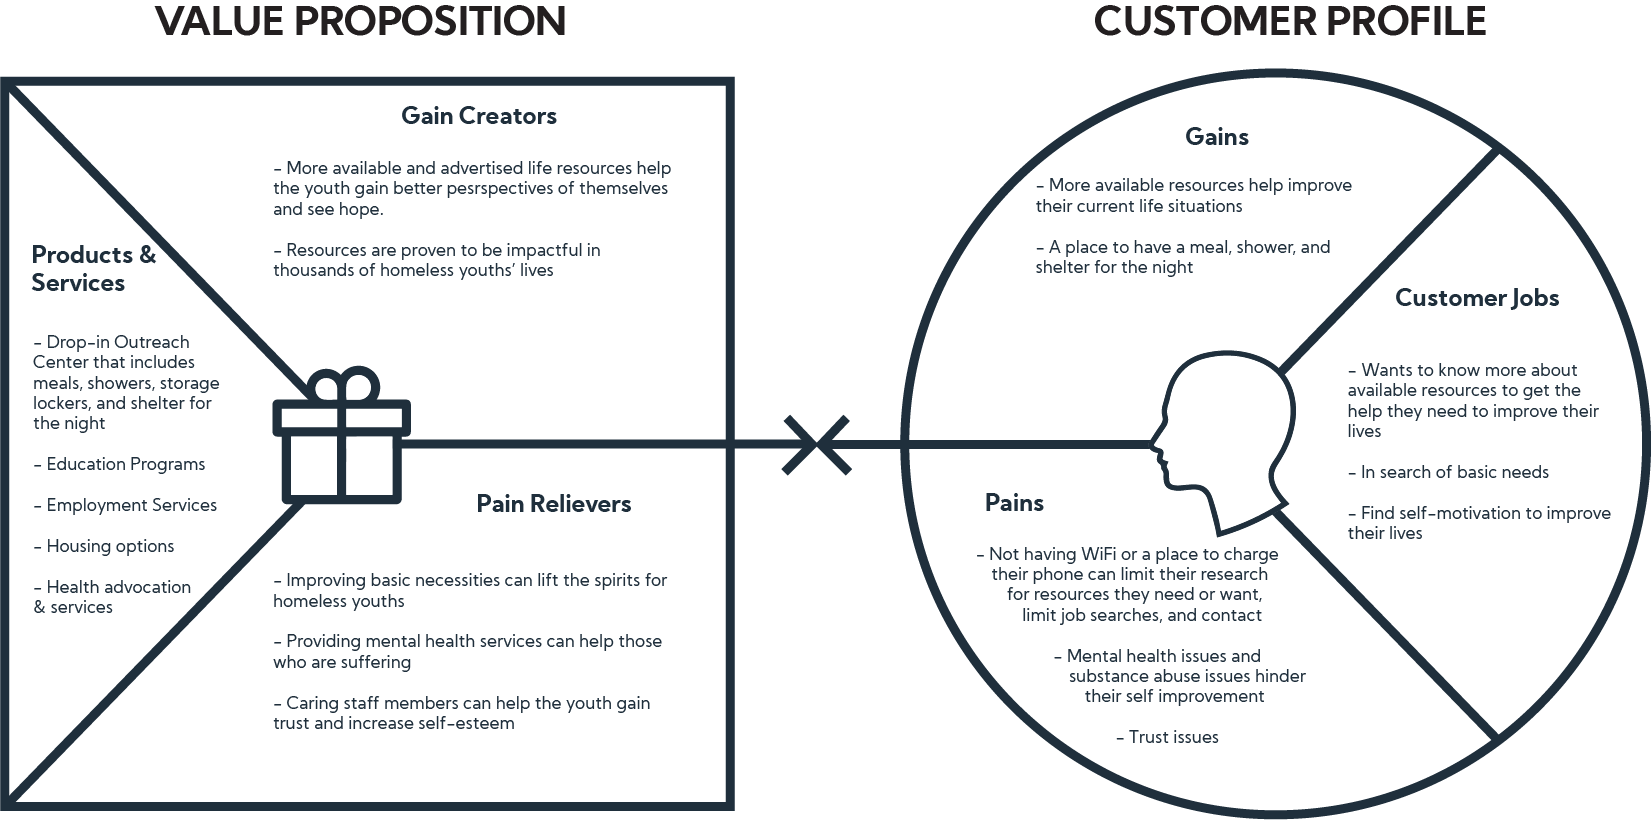 VALUE PROPOSITION
Gain Creators
– More available and advertised life resources help
the youth gain better pesrspectives of themselves
and see hope.
– Resources are proven to be impactful in
thousands of homeless youths’ lives
Products &
Services
– Drop-in Outreach
Center that includes
meals, showers, storage
lockers, and shelter for
the night
– Education Programs
– Employment Services
– Housing options
– Health advocation
& services
Pain Relievers
– Improving basic necessities can lift the spirits for
homeless youths
– Providing mental health services can help those
who are suffering
– Caring staff members can help the youth gain
trust and increase self-esteem
CUSTOMER PROFILE
Gains
– More available resources help improve
their current life situations
– A place to have a meal, shower, and
shelter for the night
Customer Jobs
– Wants to know more about
available resources to get the
help they need to improve their
lives
– In search of basic needs
– Find self-motivation to improve
their lives
Pains
– Not having WiFi or a place to charge
their phone can limit their research
for resources they need or want,
limit job searches, and contact
– Mental health issues and
substance abuse issues hinder
their self improvement
– Trust issues